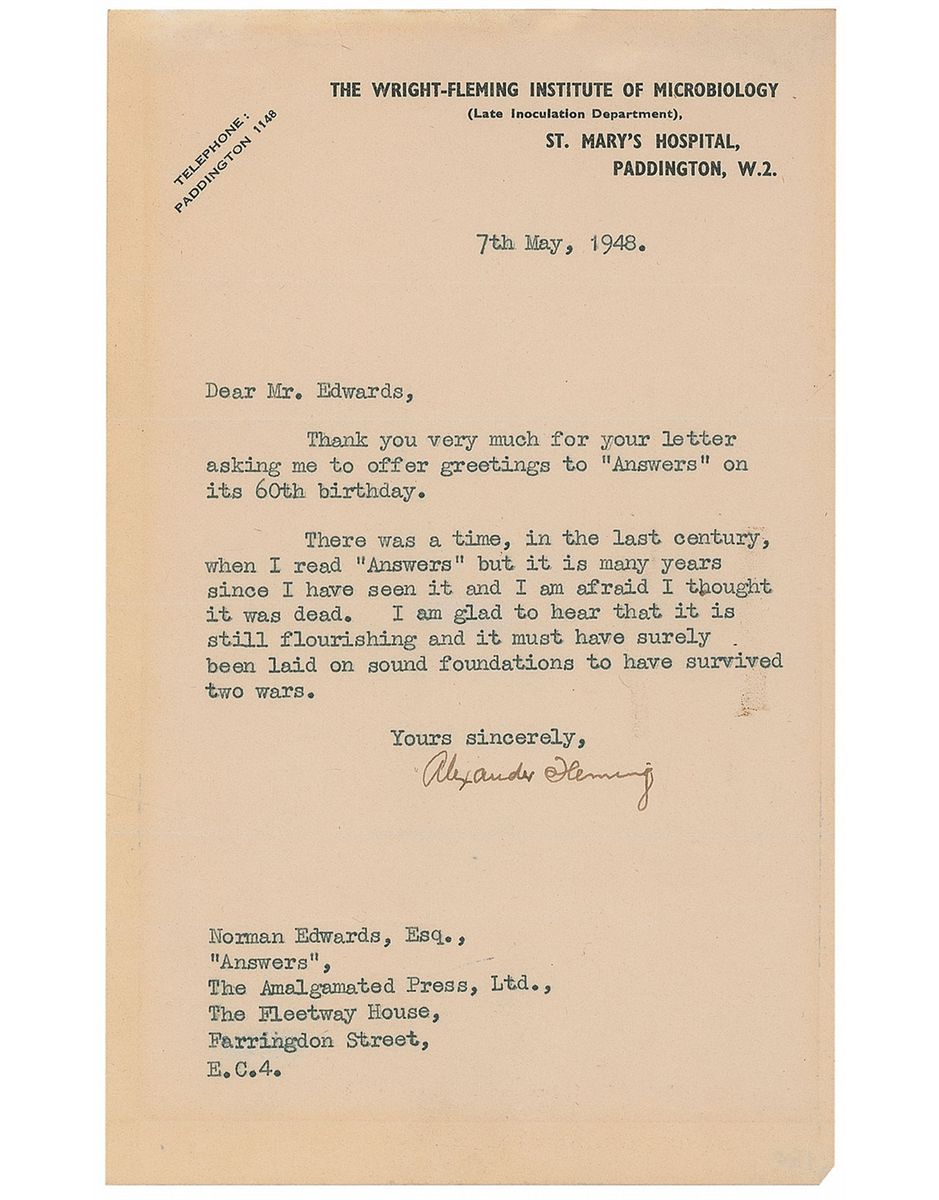 THE WRIGHT-FLEMING INSTITUTE OF MICROBIOLOGY
(Late Inoculation Department),
ST. MARY'S HOSPITAL,
PADDINGTON, W.2.
TELEPHONE:
PADDINGTON 1148
7th May, 1948.
Dear Mr. Edwards,
Thank you very much for your letter
asking me to offer greetings to "Answers" on
its 60th birthday.
There was a time, in the last century,
when I read "Answers" but it is many years
since I have seen it and I am afraid I thought
it was dead. I am glad to hear that it is
still flourishing and it must have surely
been laid on sound foundations to have survived
two wars.
Yours sincerely,
Alexander Fleming
Norman Edwards, Esq.,
"Answers",
The Amalgamated Press, Ltd.,
The Fleetway House,
Farringdon Street,
E.C.4.